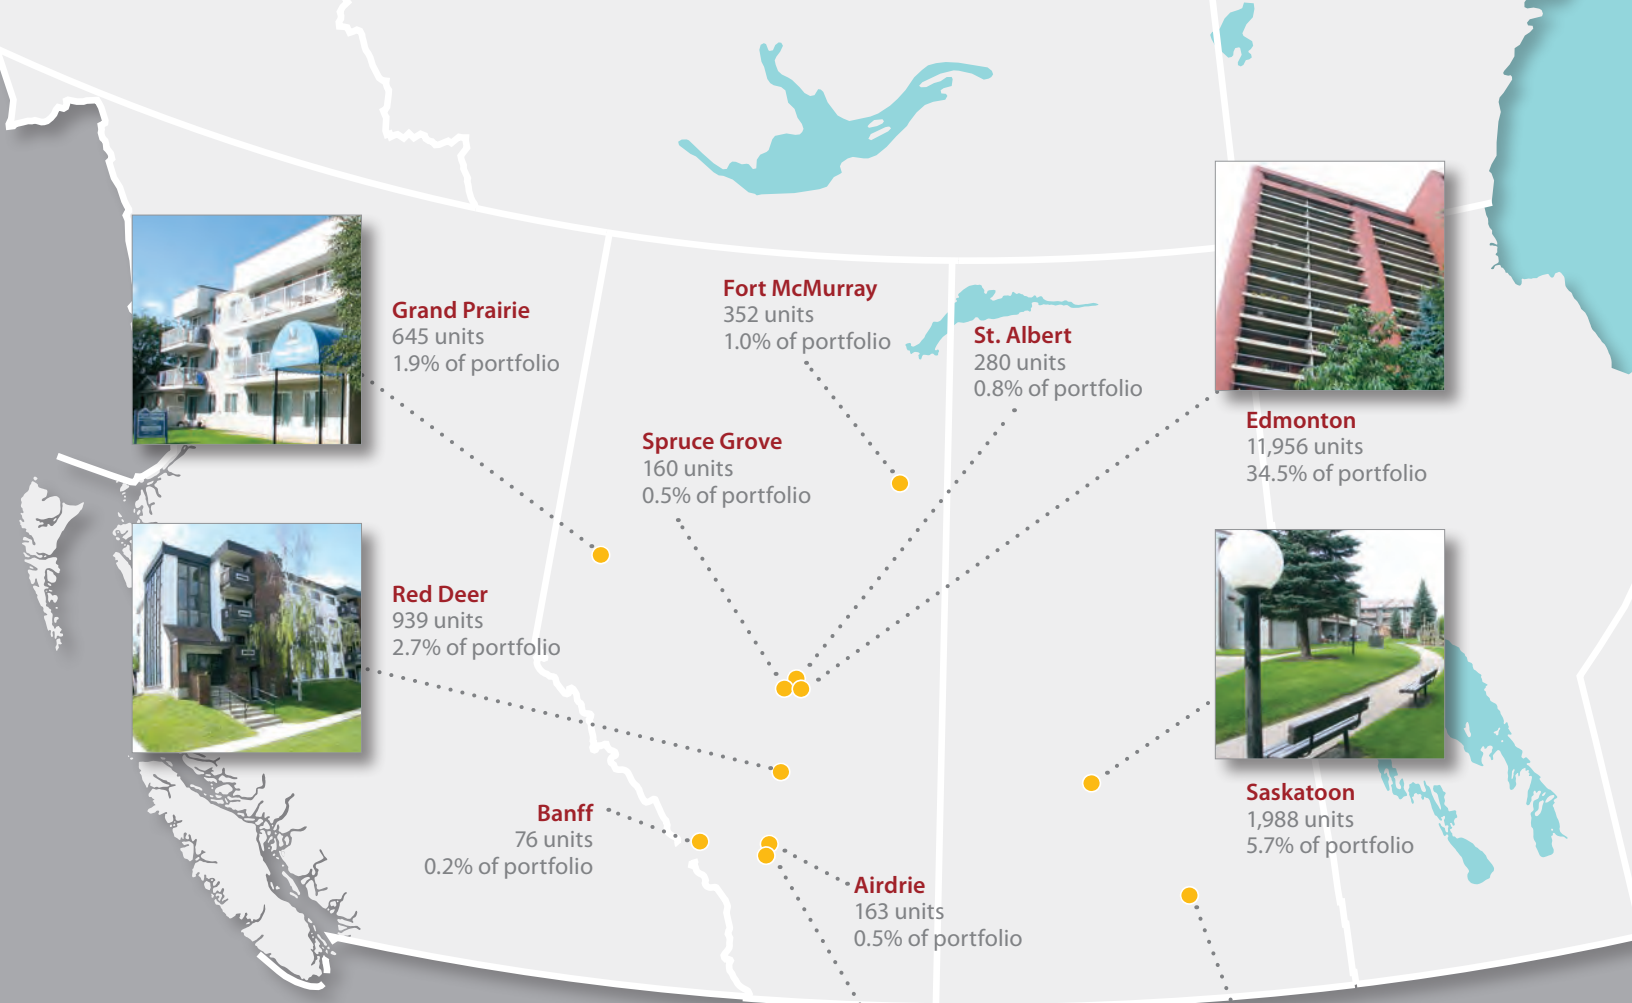 Grand Prairie
645 units
1.9% of portfolio
Fort McMurray
352 units
1.0% of portfolio
St. Albert
280 units
0.8% of portfolio
Edmonton
11,956 units
34.5% of portfolio
Spruce Grove
160 units
0.5% of portfolio
Red Deer
939 units
2.7% of portfolio
Banff
76 units
0.2% of portfolio
Airdrie
163 units
0.5% of portfolio
Saskatoon
1,988 units
5.7% of portfolio